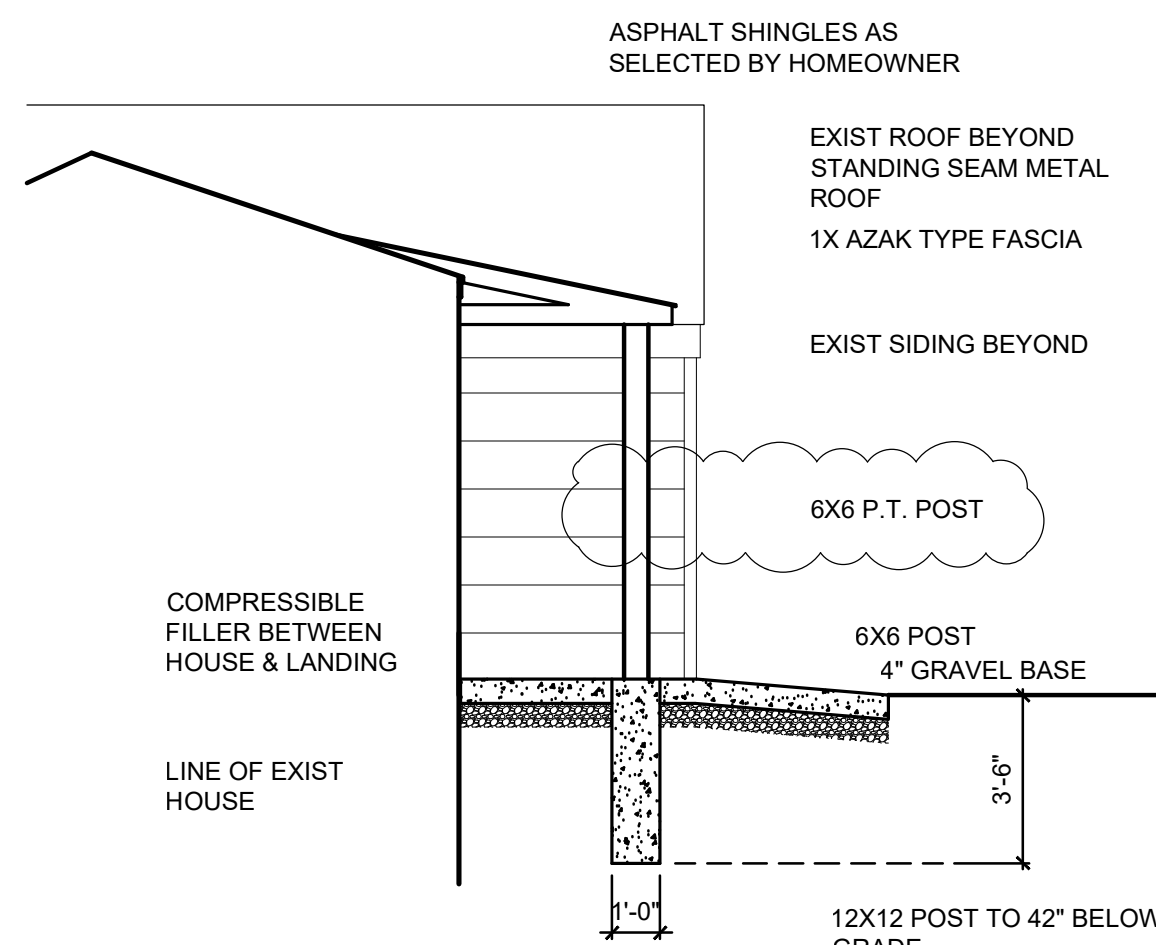 ASPHALT SHINGLES AS
SELECTED BY HOMEOWNER
EXIST ROOF BEYOND
STANDING SEAM METAL
ROOF
1X AZAK TYPE FASCIA
EXIST SIDING BEYOND
6X6 P.T. POST
COMPRESSIBLE
FILLER BETWEEN
HOUSE & LANDING
6X6 POST
4" GRAVEL BASE
LINE OF EXIST
HOUSE
3'-6"
1'-0"
12X12 POST TO 42" BELOW
GRADE